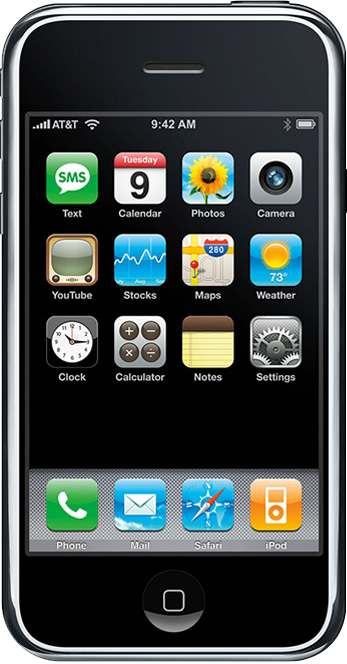 AT&T 9:42 AM
SMS Tuesday 9 280 73°
Text Calendar Photos Camera
YouTube Stocks Maps Weather
Clock Calculator Notes Settings
Phone Mail Safari iPod